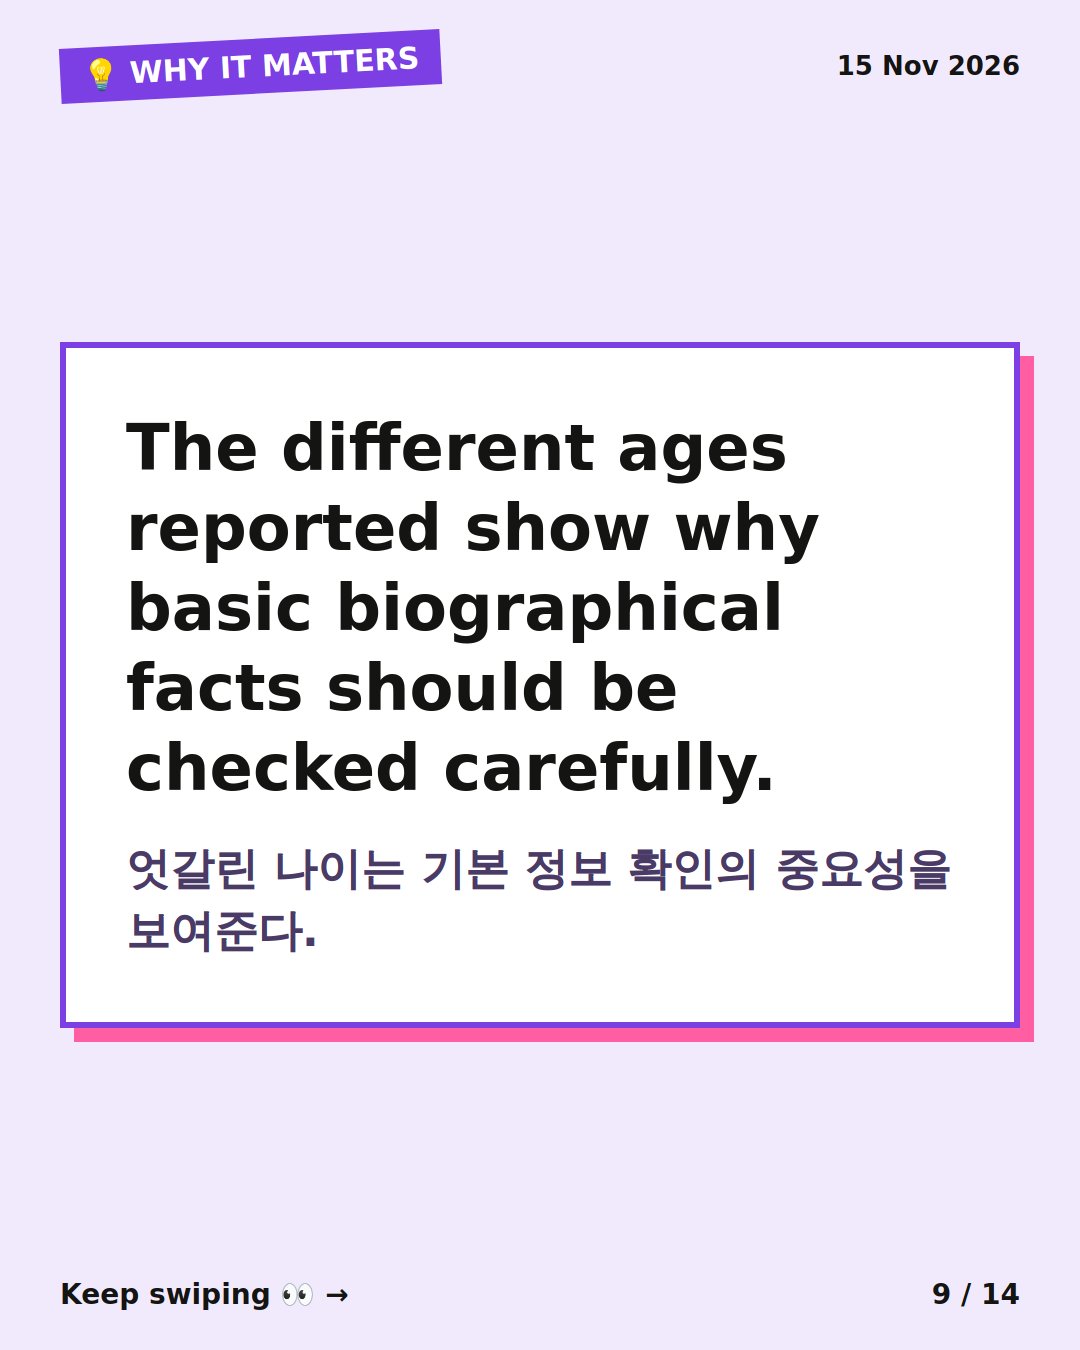 💡 WHY IT MATTERS
15 Nov 2026
The different ages
reported show why
basic biographical
facts should be
checked carefully.
엇갈린 나이는 기본 정보 확인의 중요성을
보여준다.
Keep swiping 👀 →
9 / 14